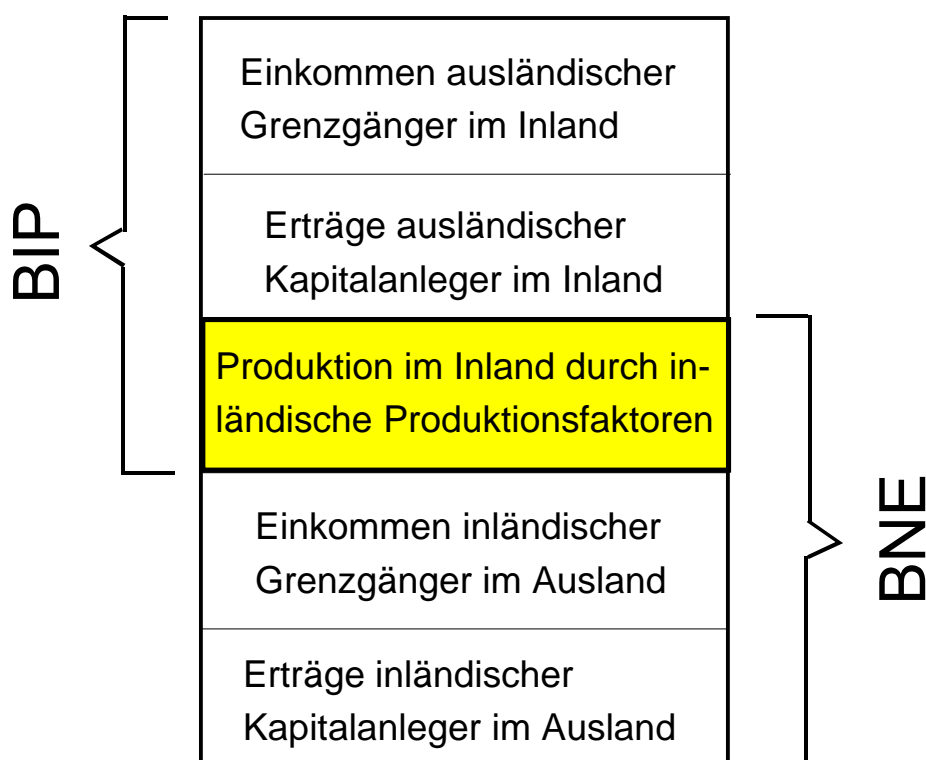 Einkommen ausländischer
Grenzgänger im Inland
BIP
Erträge ausländischer
Kapitalanleger im Inland
Produktion im Inland durch in-
ländische Produktionsfaktoren
Einkommen inländischer
Grenzgänger im Ausland
BNE
Erträge inländischer
Kapitalanleger im Ausland